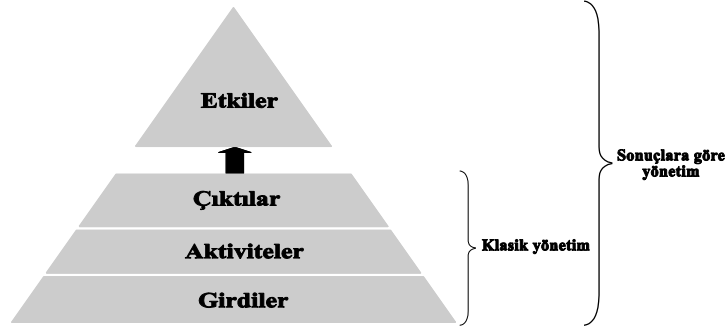 Etkiler
Sonuçlara göre
yönetim
Çıktılar
Klasik yönetim
Aktiviteler
Girdiler